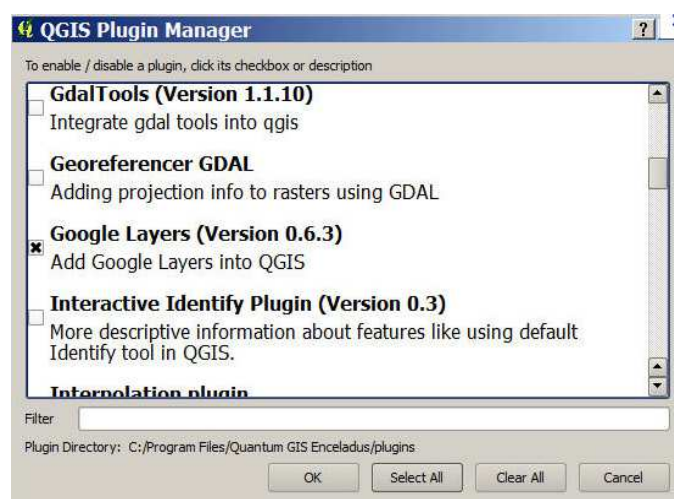 QGIS Plugin Manager
?
To enable / disable a plugin, click its checkbox or description
GdalTools (Version 1.1.10)
Integrate gdal tools into qgis
Georeferencer GDAL
Adding projection info to rasters using GDAL
Google Layers (Version 0.6.3)
Add Google Layers into QGIS
Interactive Identify Plugin (Version 0.3)
More descriptive information about features like using default
Identify tool in QGIS.
Interpolation plugin
Filter
Plugin Directory: C:/Program Files/Quantum GIS Enceladus/plugins
OK
Select All
Clear All
Cancel